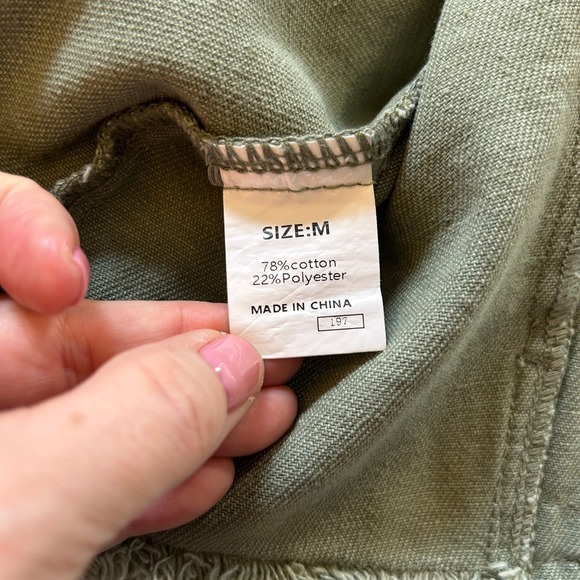 SIZE:M
78%cotton
22%Polyester
MADE IN CHINA
197